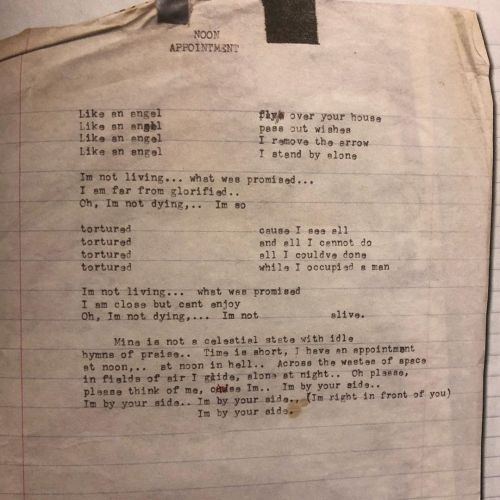 NOON
APPOINTMENT
Like an angel fly over your house
Like an angel pass out wishes
Like an angel I remove the arrow
Like an angel I stand by alone
Im not living... what was promised...
I am far from glorified..
Oh, Im not dying,.. Im so
tortured cause I see all
tortured and all I cannot do
tortured all I couldve done
tortured while I occupied a man
Im not living... what was promised
I am close but cant enjoy
Oh, Im not dying,... Im not alive.
Mine is not a celestial state with idle
hymns of praise.. Time is short, I have an appointment
at noon,.. at noon in hell.. Across the wastes of space
in fields of air I glide, alone at night.. Oh please,
please think of me, cause Im.. Im by your side..
Im by your side.. Im by your side.. (Im right in front of you)
Im by your side.